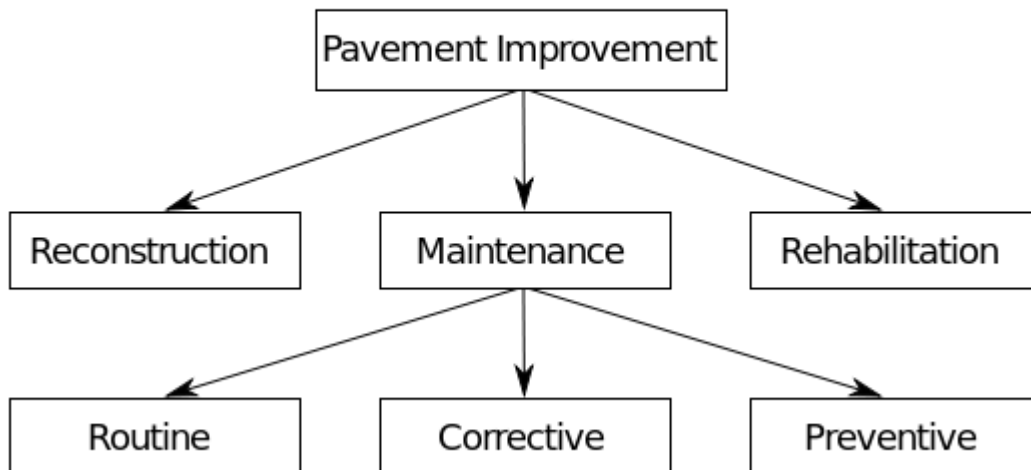 Pavement Improvement
Reconstruction
Maintenance
Rehabilitation
Routine
Corrective
Preventive